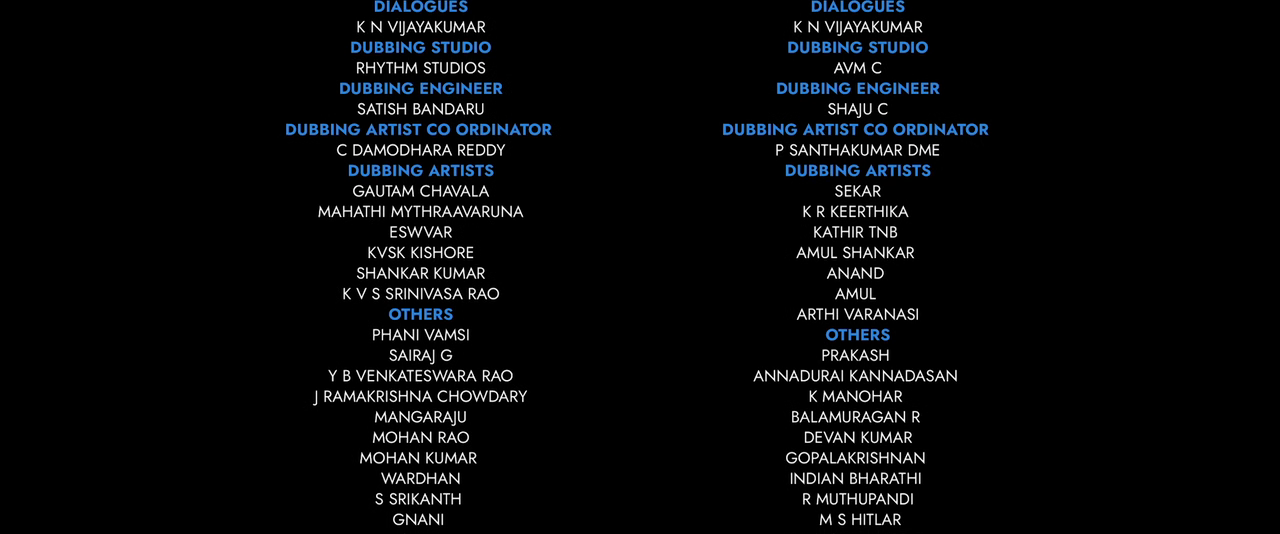 DIALOGUES
K N VIJAYAKUMAR
DUBBING STUDIO
RHYTHM STUDIOS
DUBBING ENGINEER
SATISH BANDARU
DUBBING ARTIST CO ORDINATOR
C DAMODHARA REDDY
DUBBING ARTISTS
GAUTAM CHAVALA
MAHATHI MYTHRAAVARUNA
ESWVAR
KVSK KISHORE
SHANKAR KUMAR
K V S SRINIVASA RAO
OTHERS
PHANI VAMSI
SAIRAJ G
Y B VENKATESWARA RAO
J RAMAKRISHNA CHOWDARY
MANGARAJU
MOHAN RAO
MOHAN KUMAR
WARDHAN
S SRIKANTH
GNANI
DIALOGUES
K N VIJAYAKUMAR
DUBBING STUDIO
AVM C
DUBBING ENGINEER
SHAJU C
DUBBING ARTIST CO ORDINATOR
P SANTHAKUMAR DME
DUBBING ARTISTS
SEKAR
K R KEERTHIKA
KATHIR TNB
AMUL SHANKAR
ANAND
AMUL
ARTHI VARANASI
OTHERS
PRAKASH
ANNADURAI KANNADASAN
K MANOHAR
BALAMURAGAN R
DEVAN KUMAR
GOPALAKRISHNAN
INDIAN BHARATHI
R MUTHUPANDI
M S HITLAR